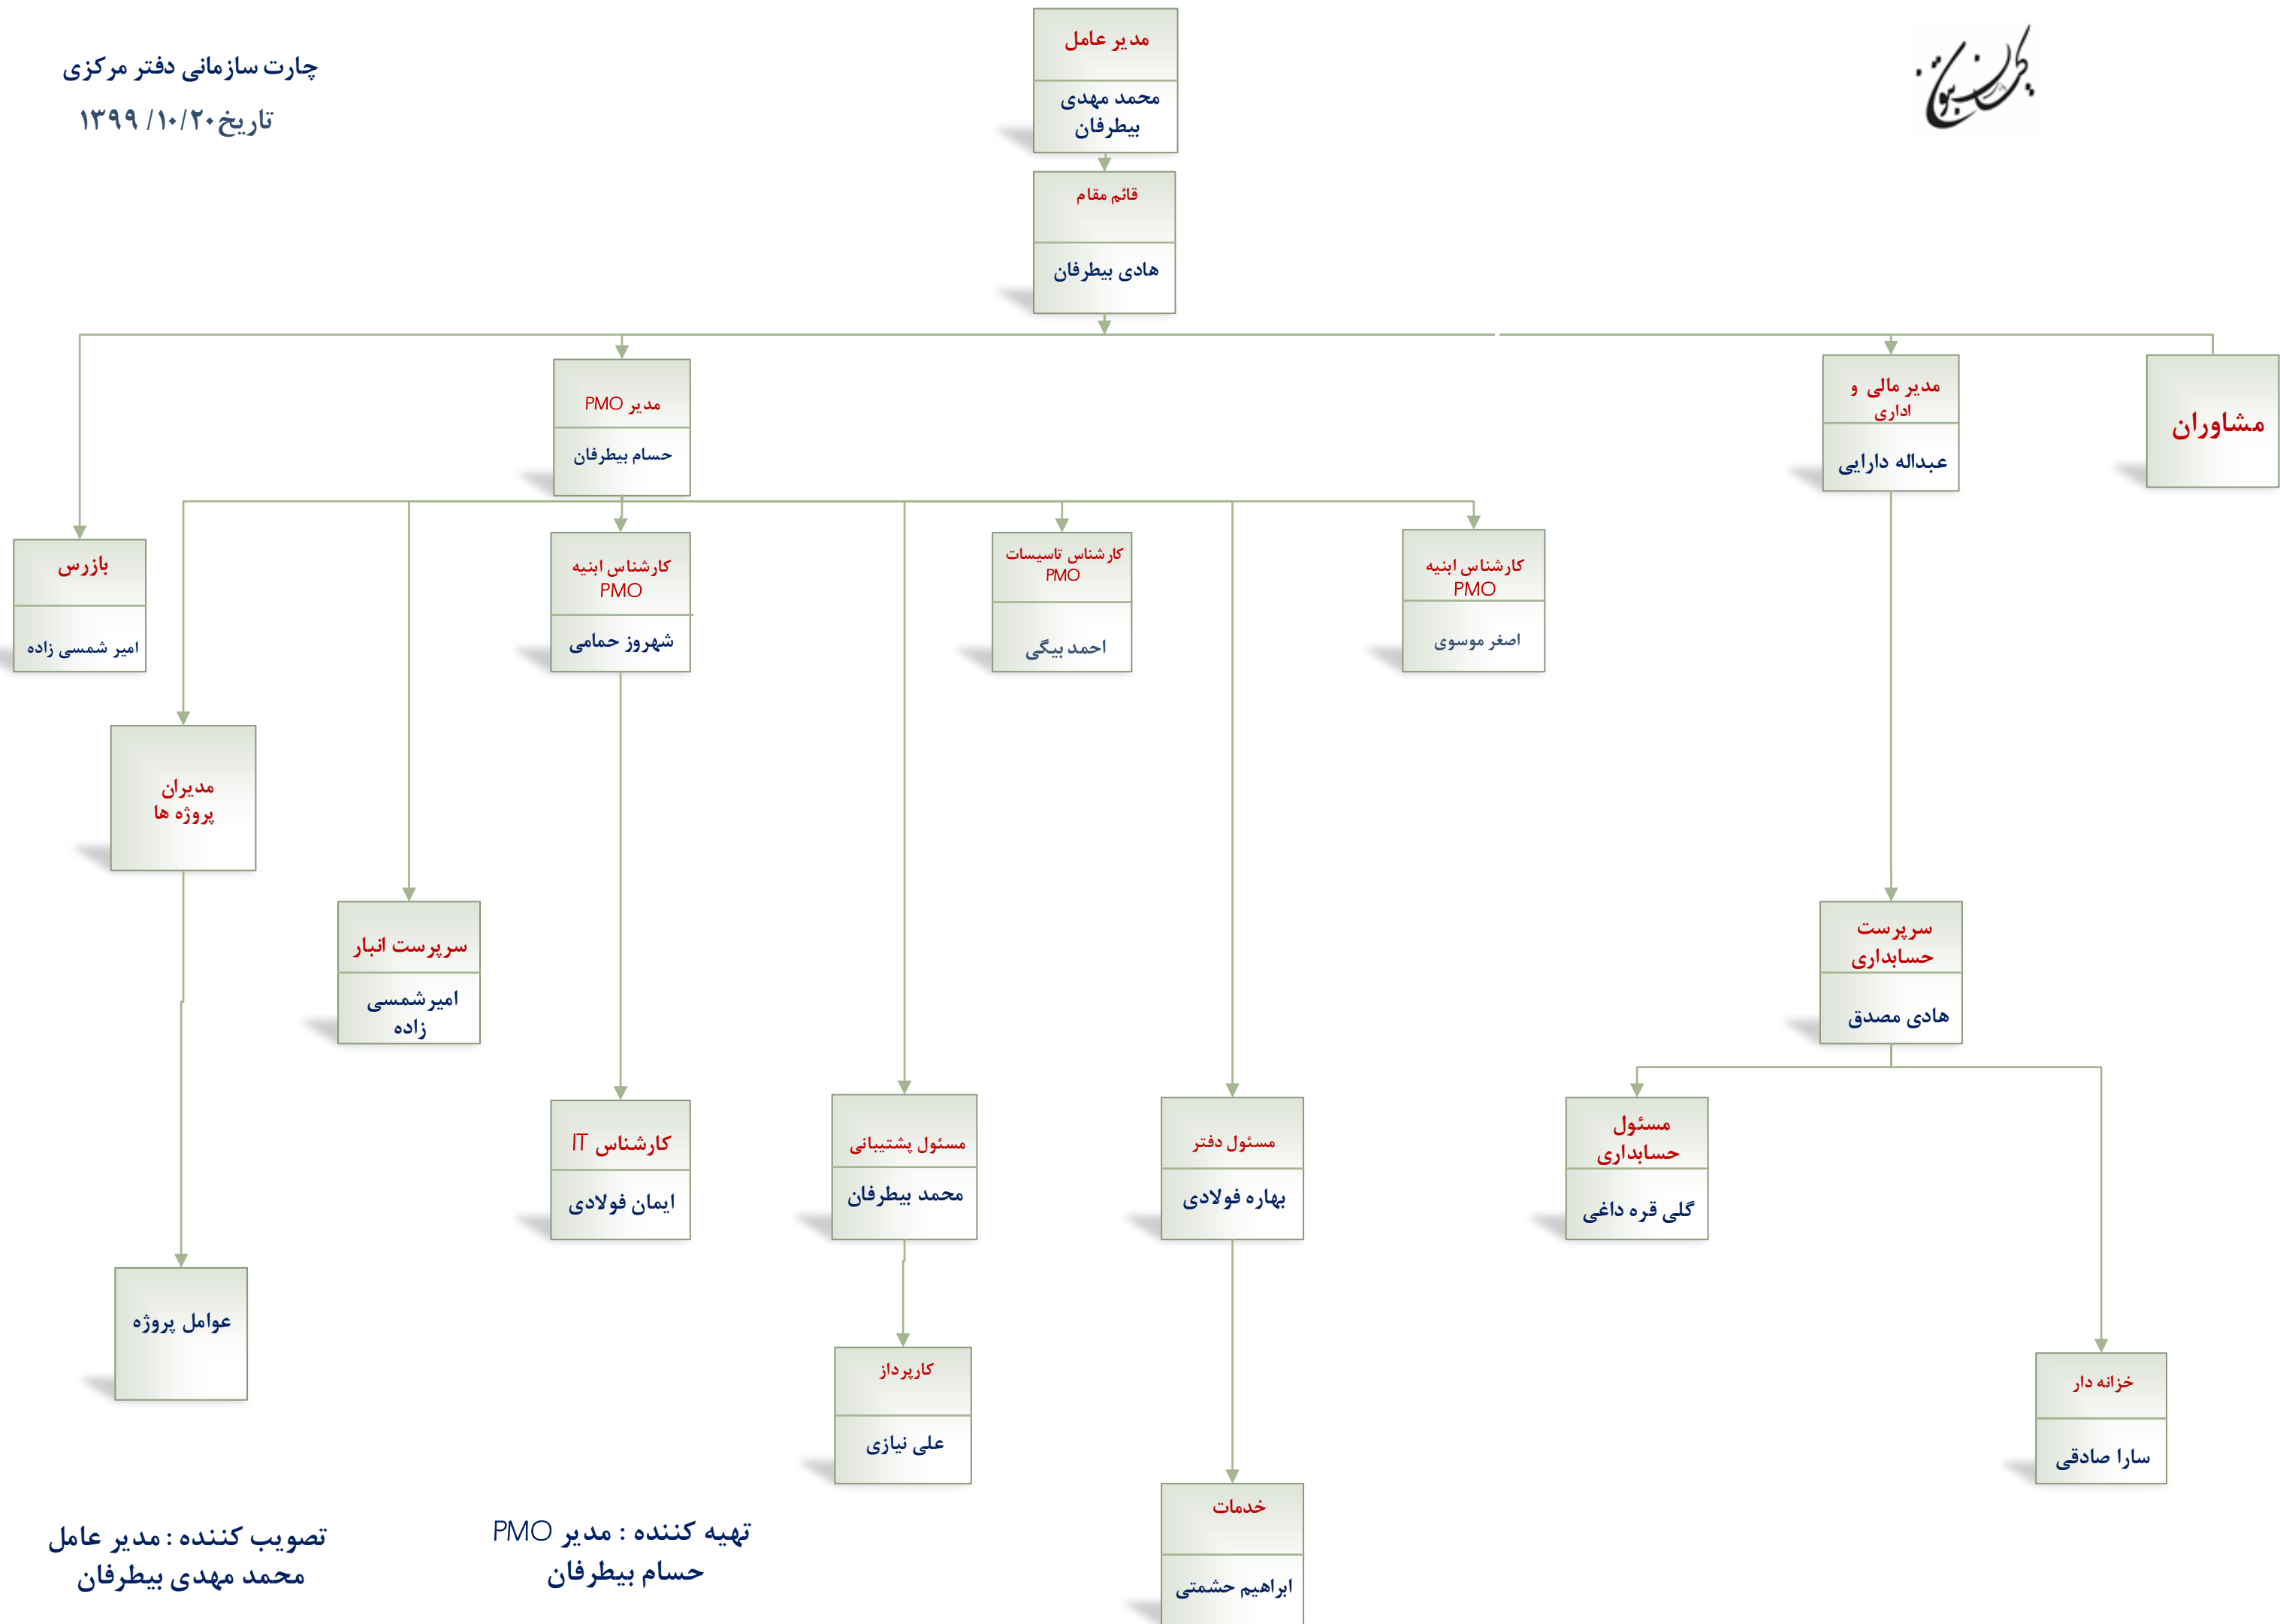 چارت سازمانی دفتر مرکزی
تاریخ۱۳۹۹ /۱۰/۲۰
مدیر عامل
محمد مهدی
بیطرفان
قائم مقام
هادی بیطرفان
مشاوران
مدیر مالی و
اداری
عبداله دارایی
مدیر PMO
حسام بیطرفان
کارشناس ابنیه
PMO
اصغر موسوی
کارشناس تاسیسات
PMO
احمد بیگی
کارشناس ابنیه
PMO
شهروز حمامی
بازرس
امیر شمسی زاده
مدیران
پروژه ها
سرپرست حسابداری
هادی مصدق
سرپرست انبار
امیرشمسی
زاده
مسئول
حسابداری
گلی قره داغی
مسئول دفتر
بهاره فولادی
مسئول پشتیبانی
محمد بیطرفان
کارشناس IT
ایمان فولادی
عوامل پروژه
خزانه دار
سارا صادقی
کارپرداز
علی نیازی
خدمات
ابراهیم حشمتی
تهیه کننده : مدیر PMO
حسام بیطرفان
تصویب کننده : مدیر عامل
محمد مهدی بیطرفان